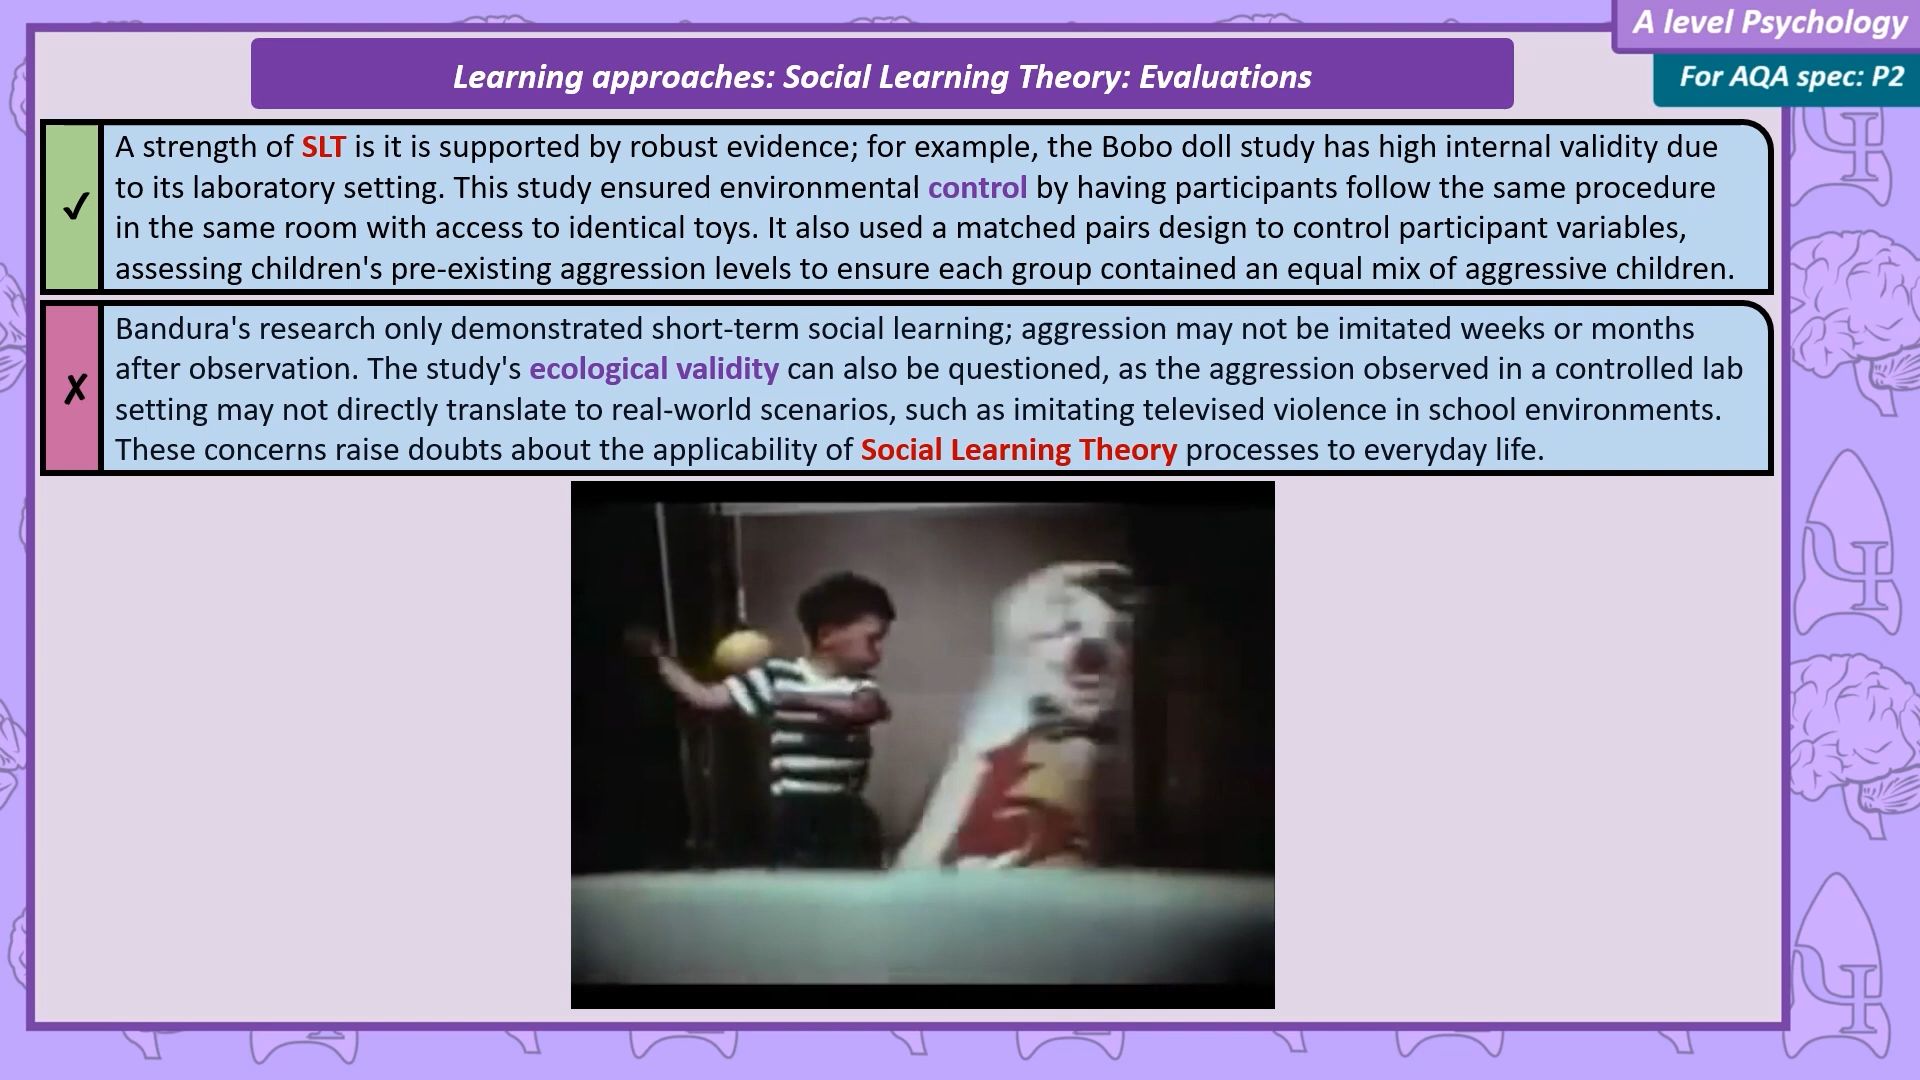 A level Psychology
Learning approaches: Social Learning Theory: Evaluations
For AQA spec: P2
✓
A strength of SLT is it is supported by robust evidence; for example, the Bobo doll study has high internal validity due
to its laboratory setting. This study ensured environmental control by having participants follow the same procedure
in the same room with access to identical toys. It also used a matched pairs design to control participant variables,
assessing children's pre-existing aggression levels to ensure each group contained an equal mix of aggressive children.
✗
Bandura's research only demonstrated short-term social learning; aggression may not be imitated weeks or months
after observation. The study's ecological validity can also be questioned, as the aggression observed in a controlled lab
setting may not directly translate to real-world scenarios, such as imitating televised violence in school environments.
These concerns raise doubts about the applicability of Social Learning Theory processes to everyday life.